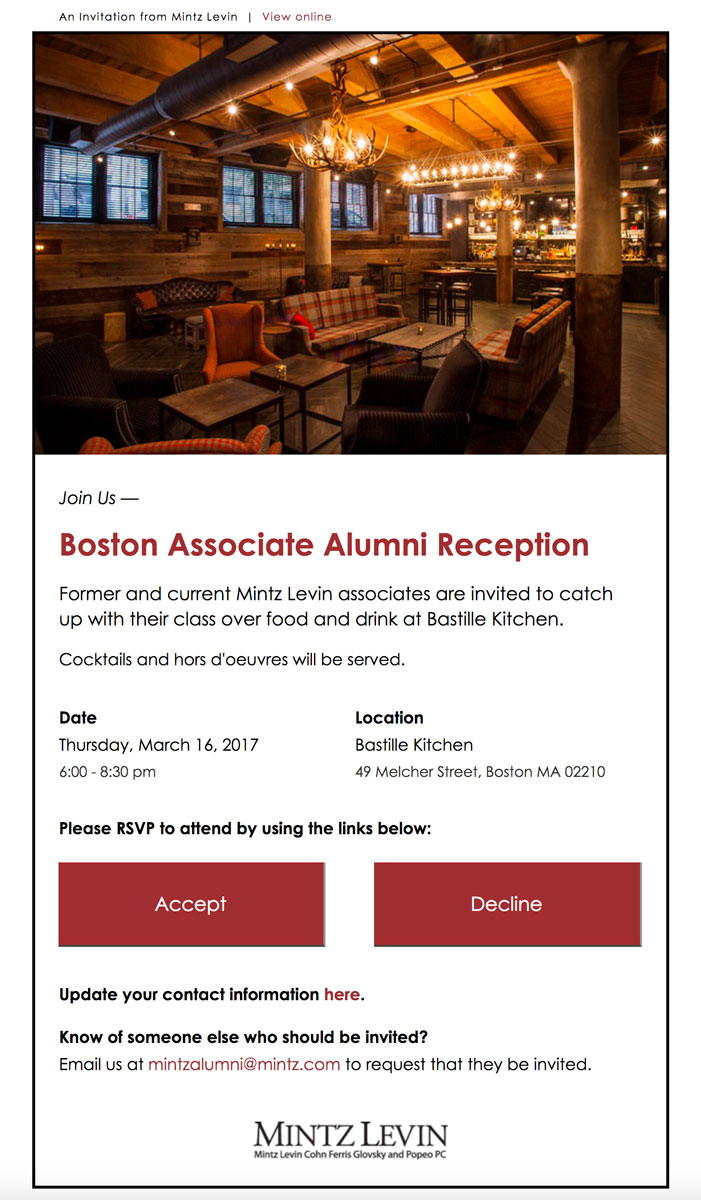 An Invitation from Mintz Levin | View online
Join Us —
Boston Associate Alumni Reception
Former and current Mintz Levin associates are invited to catch
up with their class over food and drink at Bastille Kitchen.
Cocktails and hors d'oeuvres will be served.
Date
Thursday, March 16, 2017
6:00 - 8:30 pm
Location
Bastille Kitchen
49 Melcher Street, Boston MA 02210
Please RSVP to attend by using the links below:
Accept
Decline
Update your contact information here.
Know of someone else who should be invited?
Email us at mintzalumni@mintz.com to request that they be invited.
MINTZ LEVIN
Mintz Levin Cohn Ferris Glovsky and Popeo PC